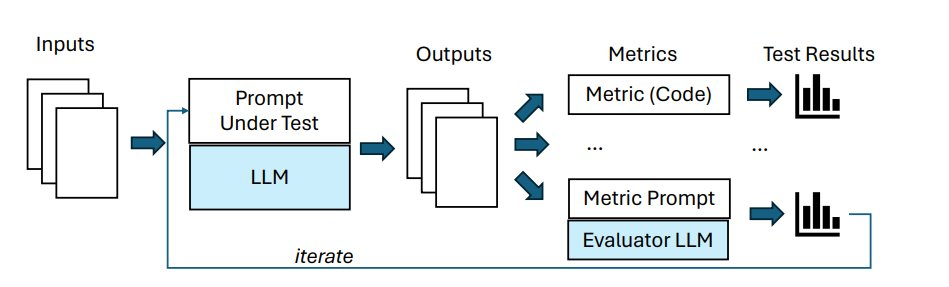 Inputs
Outputs
Metrics
Test Results
Prompt
Under Test
LLM
Metric (Code)
...
...
Metric Prompt
Evaluator LLM
iterate